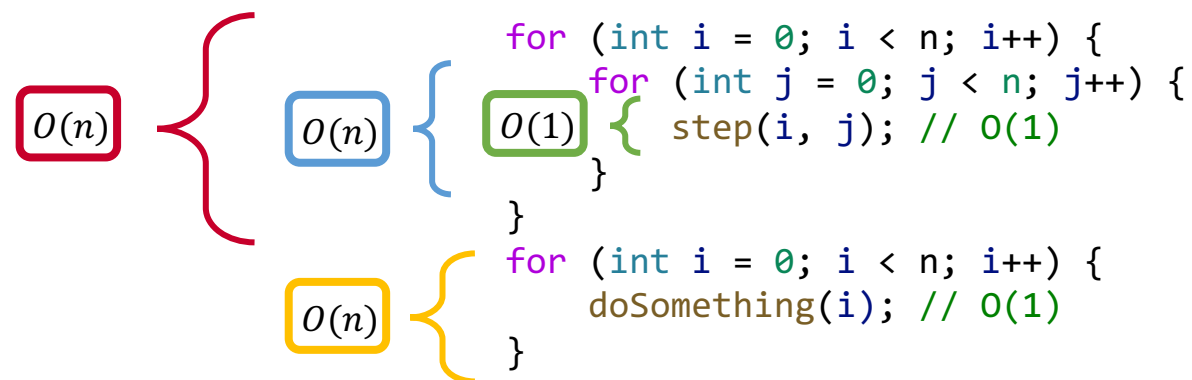 for (int i = 0; i < n; i++) {
for (int j = 0; j < n; j++) {
O(n) O(n) O(1) step(i, j); // O(1)
}
}
for (int i = 0; i < n; i++) {
O(n) doSomething(i); // O(1)
}